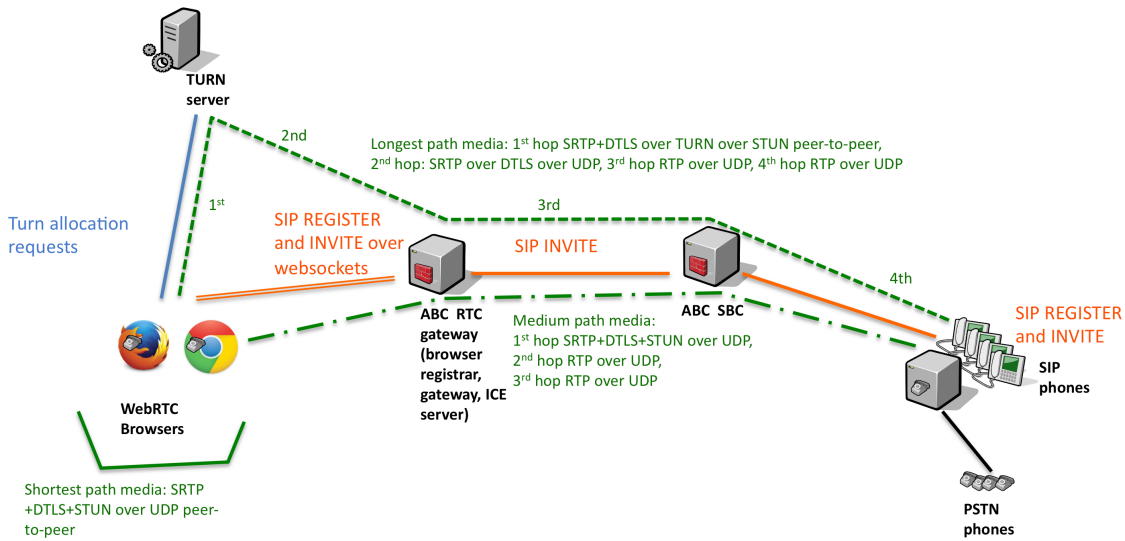 TURN
server
2nd
Longest path media: 1st hop SRTP+DTLS over TURN over STUN peer-to-peer,
2nd hop: SRTP over DTLS over UDP, 3rd hop RTP over UDP, 4th hop RTP over UDP
1st
3rd
Turn allocation
requests
SIP REGISTER
and INVITE over
websockets
SIP INVITE
4th
ABC RTC
gateway
(browser
registrar,
gateway, ICE
server)
ABC SBC
Medium path media:
1st hop SRTP+DTLS+STUN over UDP,
2nd hop RTP over UDP,
3rd hop RTP over UDP
SIP REGISTER
and INVITE
SIP
phones
WebRTC
Browsers
Shortest path media: SRTP
+DTLS+STUN over UDP peer-
to-peer
PSTN
phones